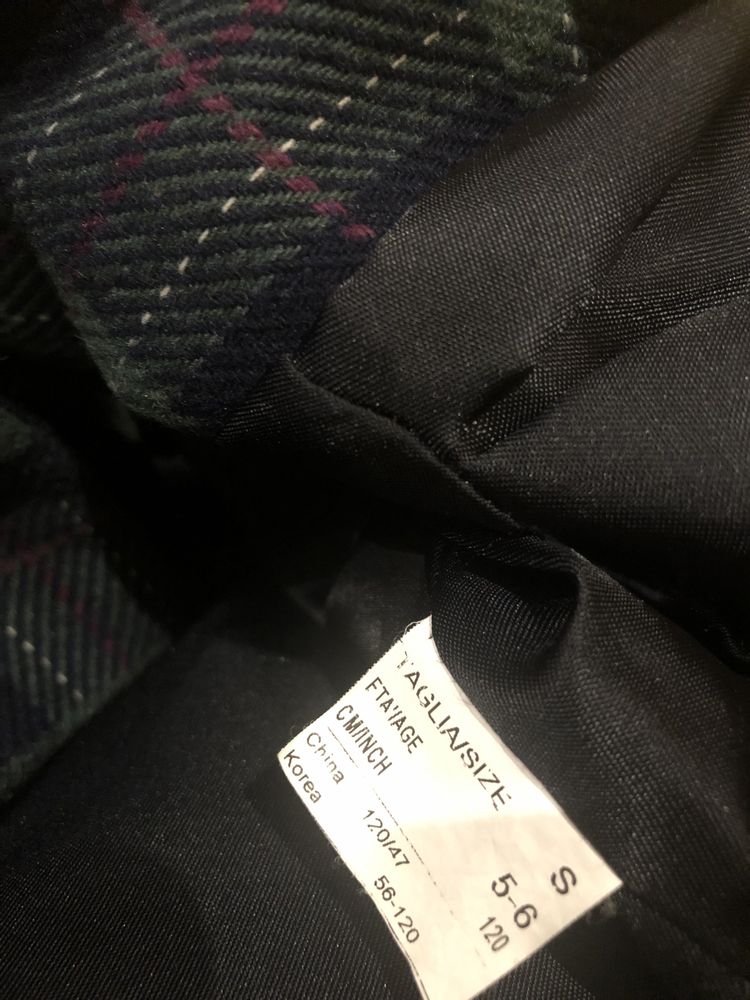 TAGLIA/SIZE S
ETA'/AGE 5-6
CM/INCH 120
China 120/47
Korea 56-120